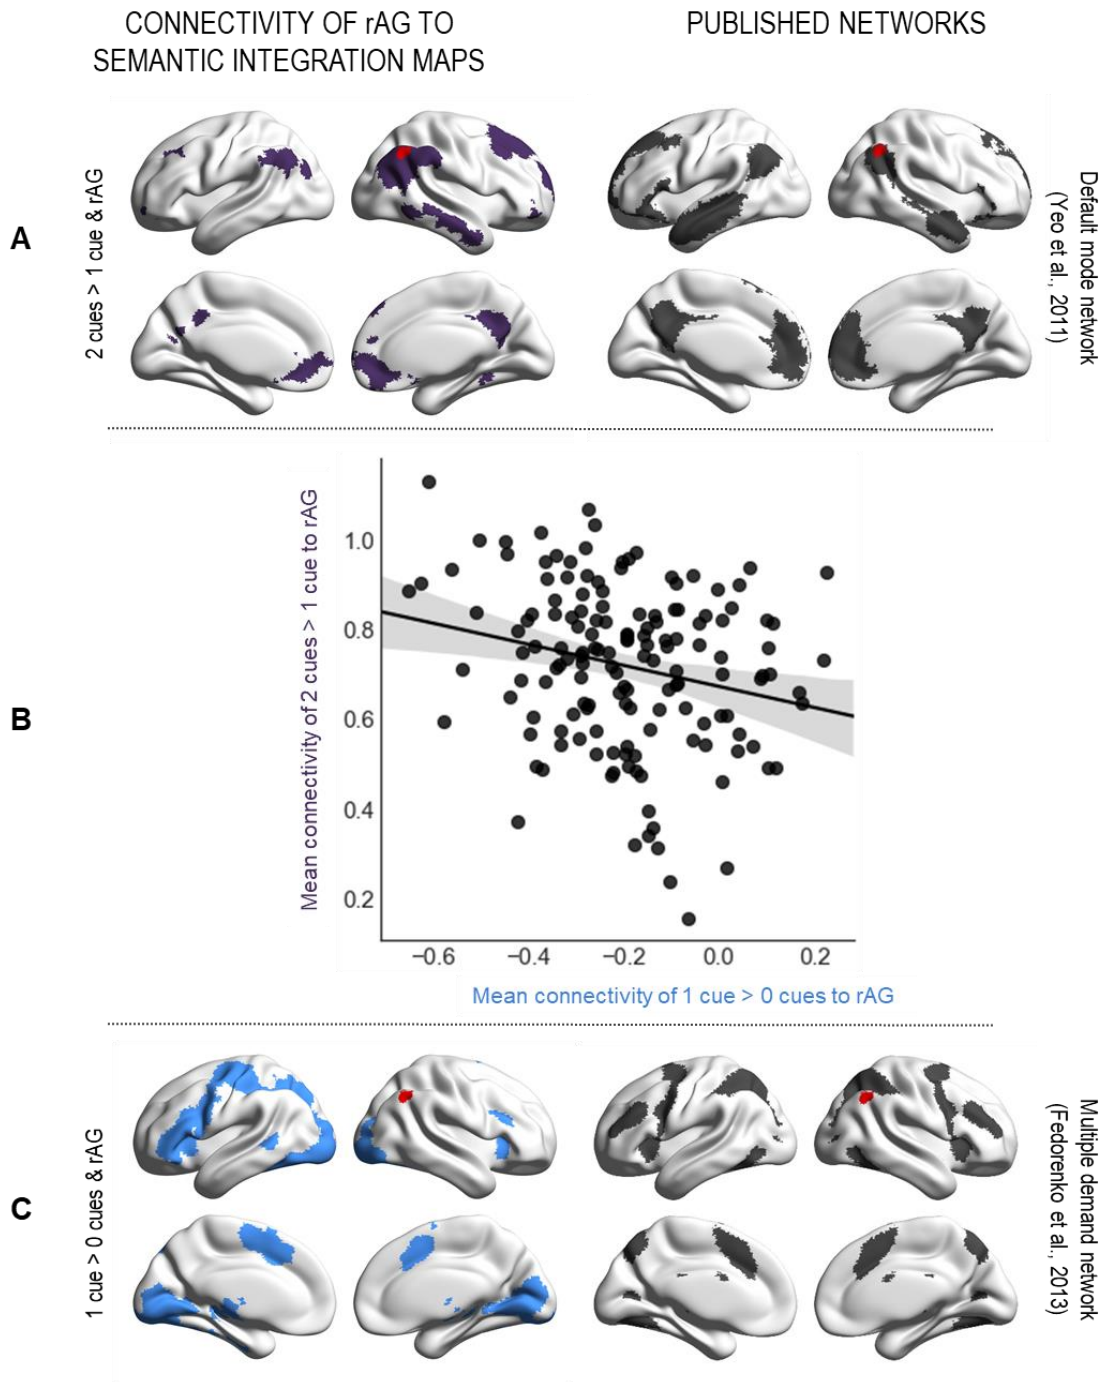 CONNECTIVITY OF rAG TO
SEMANTIC INTEGRATION MAPS
PUBLISHED NETWORKS
A
2 cues > 1 cue & rAG
Default mode network
(Yeo et al., 2011)
B
Mean connectivity of 2 cues > 1 cue to rAG
1.0
0.8
0.6
0.4
0.2
−0.6 −0.4 −0.2 0.0 0.2
Mean connectivity of 1 cue > 0 cues to rAG
C
1 cue > 0 cues & rAG
Multiple demand network
(Fedorenko et al., 2013)